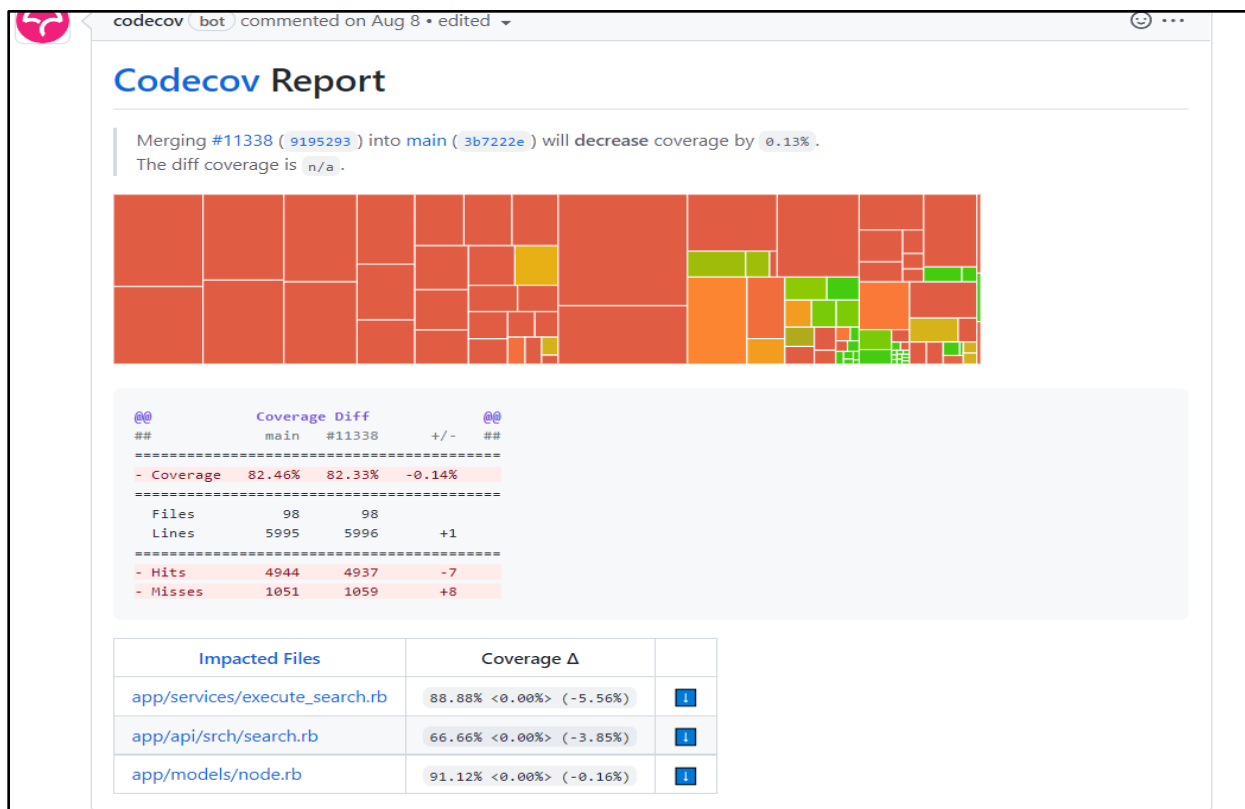 codecov bot commented on Aug 8 • edited
Codecov Report
Merging #11338 ( 9195293 ) into main ( 3b7222e ) will decrease coverage by 0.13% .
The diff coverage is n/a .
@@ Coverage Diff @@
## main #11338 +/- ##
===========================================
- Coverage 82.46% 82.33% -0.14%
===========================================
Files 98 98
Lines 5995 5996 +1
===========================================
- Hits 4944 4937 -7
- Misses 1051 1059 +8
Impacted Files Coverage Δ
app/services/execute_search.rb 88.88% <0.00%> (-5.56%) ↓
app/api/srch/search.rb 66.66% <0.00%> (-3.85%) ↓
app/models/node.rb 91.12% <0.00%> (-0.16%) ↓